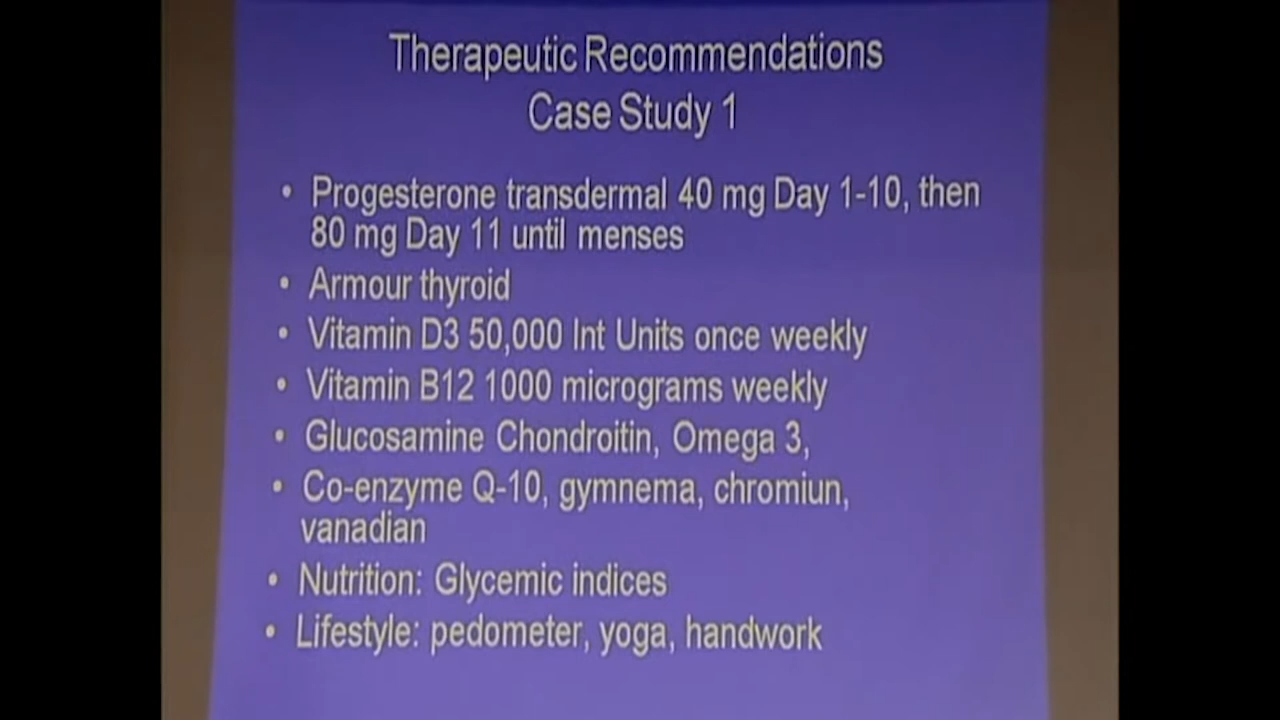 Therapeutic Recommendations
Case Study 1
• Progesterone transdermal 40 mg Day 1-10, then
80 mg Day 11 until menses
• Armour thyroid
• Vitamin D3 50,000 Int Units once weekly
• Vitamin B12 1000 micrograms weekly
• Glucosamine Chondroitin, Omega 3,
• Co-enzyme Q-10, gymnema, chromiun,
vanadian
• Nutrition: Glycemic indices
• Lifestyle: pedometer, yoga, handwork